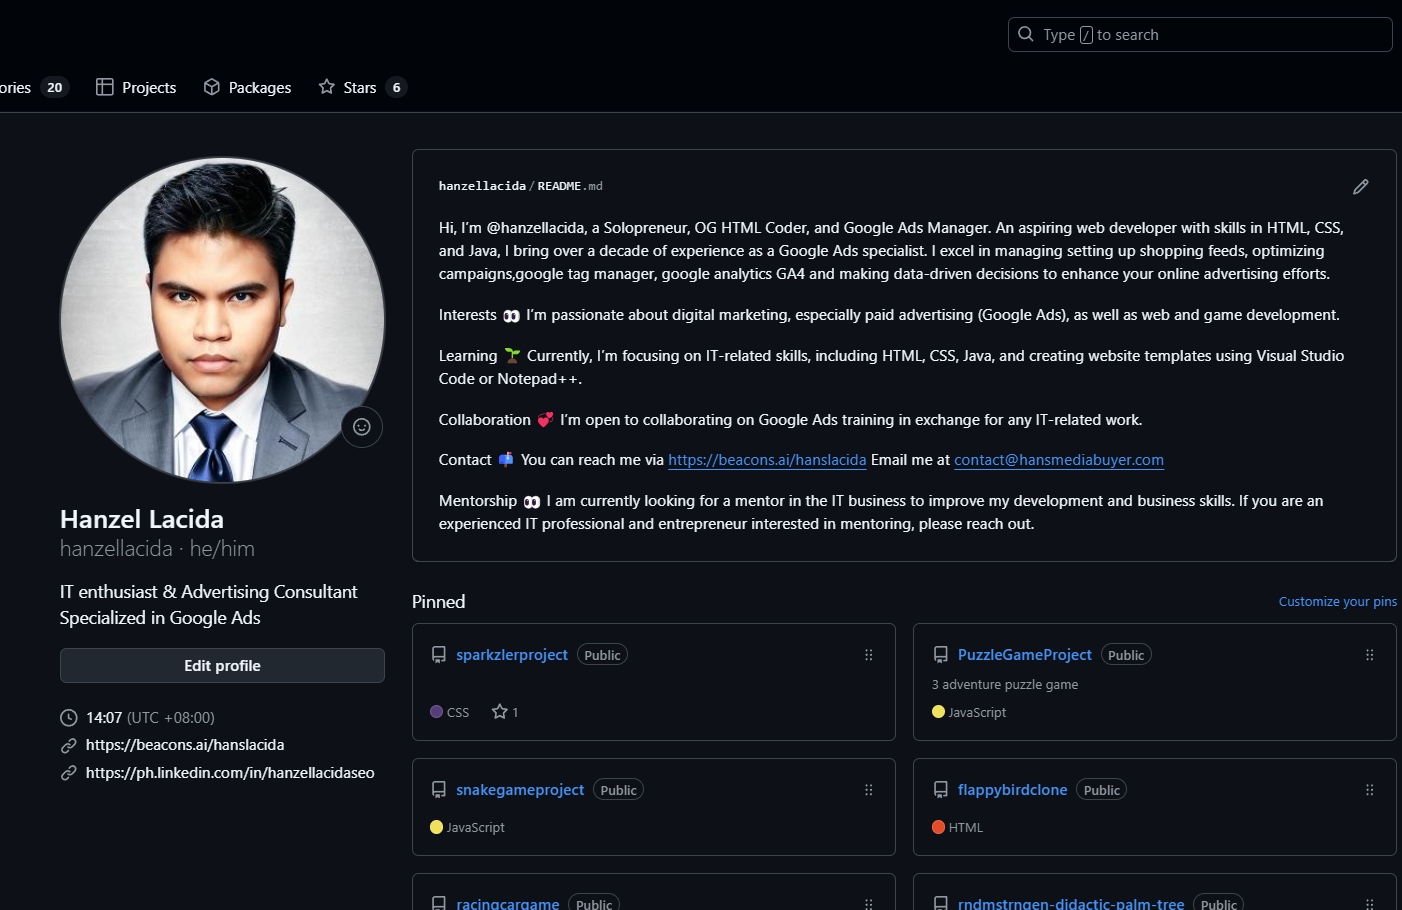 Type / to search
ories 20 Projects Packages Stars 6
hanzellacida / README.md
Hi, I’m @hanzellacida, a Solopreneur, OG HTML Coder, and Google Ads Manager. An aspiring web developer with skills in HTML, CSS,
and Java, I bring over a decade of experience as a Google Ads specialist. I excel in managing setting up shopping feeds, optimizing
campaigns,google tag manager, google analytics GA4 and making data-driven decisions to enhance your online advertising efforts.
Interests 👀 I’m passionate about digital marketing, especially paid advertising (Google Ads), as well as web and game development.
Learning 🌱 Currently, I’m focusing on IT-related skills, including HTML, CSS, Java, and creating website templates using Visual Studio
Code or Notepad++.
Collaboration 💞 I’m open to collaborating on Google Ads training in exchange for any IT-related work.
Contact 📫 You can reach me via https://beacons.ai/hanslacida Email me at contact@hansmediabuyer.com
Mentorship 👀 I am currently looking for a mentor in the IT business to improve my development and business skills. If you are an
experienced IT professional and entrepreneur interested in mentoring, please reach out.
Hanzel Lacida
hanzellacida · he/him
IT enthusiast & Advertising Consultant
Specialized in Google Ads
Edit profile
14:07 (UTC +08:00)
https://beacons.ai/hanslacida
https://ph.linkedin.com/in/hanzellacidaseo
Pinned
Customize your pins
sparkzlerproject Public
CSS 1
PuzzleGameProject Public
3 adventure puzzle game
JavaScript
snakegameproject Public
JavaScript
flappybirdclone Public
HTML
racingcargame Public
rndmstrngen-didactic-palm-tree Public